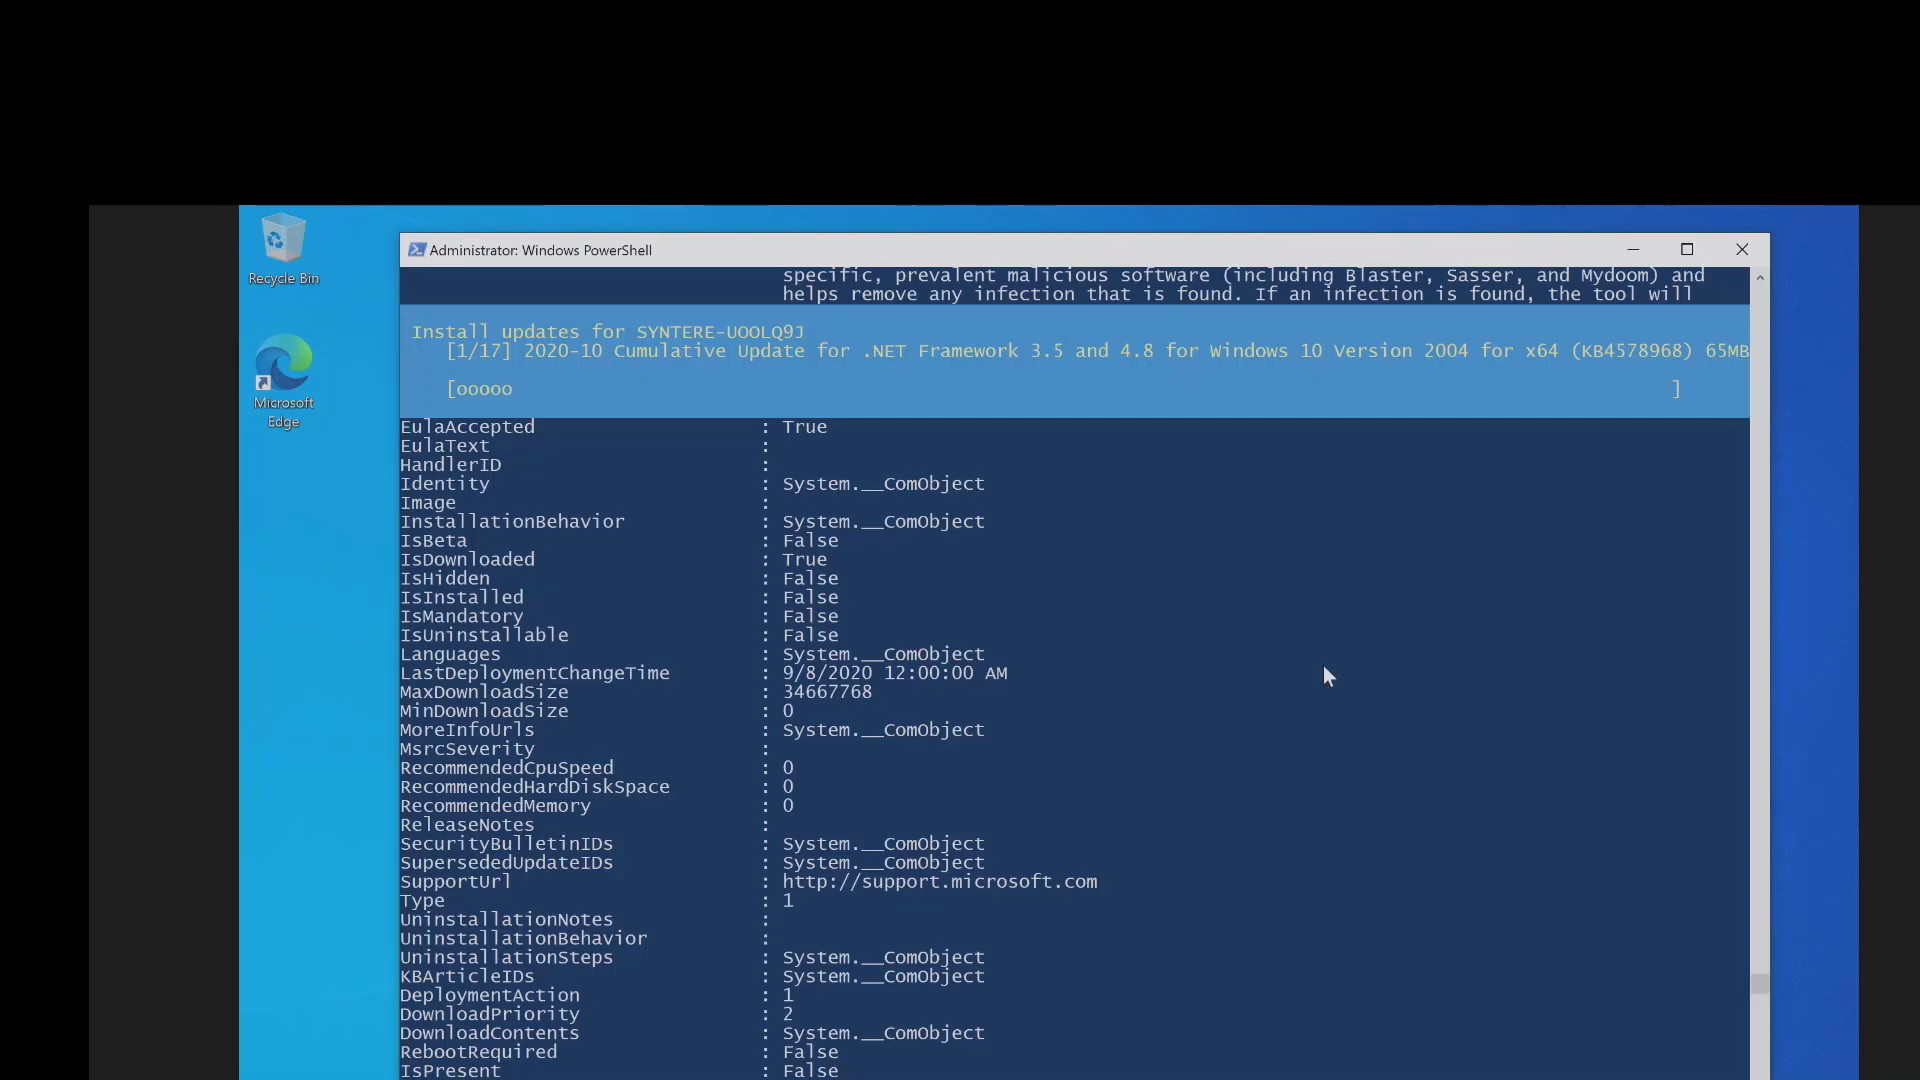 Recycle Bin
Microsoft
Edge
Administrator: Windows PowerShell
specific, prevalent malicious software (including Blaster, Sasser, and Mydoom) and
helps remove any infection that is found. If an infection is found, the tool will
Install updates for SYNTERE-UOOLQ9J
[1/17] 2020-10 Cumulative Update for .NET Framework 3.5 and 4.8 for Windows 10 Version 2004 for x64 (KB4578968) 65MB
[ooooo ]
EulaAccepted : True
EulaText :
HandlerID :
Identity : System.__ComObject
Image :
InstallationBehavior : System.__ComObject
IsBeta : False
IsDownloaded : True
IsHidden : False
IsInstalled : False
IsMandatory : False
IsUninstallable : False
Languages : System.__ComObject
LastDeploymentChangeTime : 9/8/2020 12:00:00 AM
MaxDownloadSize : 34667768
MinDownloadSize : 0
MoreInfoUrls : System.__ComObject
MsrcSeverity :
RecommendedCpuSpeed : 0
RecommendedHardDiskSpace : 0
RecommendedMemory : 0
ReleaseNotes :
SecurityBulletinIDs : System.__ComObject
SupersededUpdateIDs : System.__ComObject
SupportUrl : http://support.microsoft.com
Type : 1
UninstallationNotes :
UninstallationBehavior :
UninstallationSteps : System.__ComObject
KBArticleIDs : System.__ComObject
DeploymentAction : 1
DownloadPriority : 2
DownloadContents : System.__ComObject
RebootRequired : False
IsPresent : False